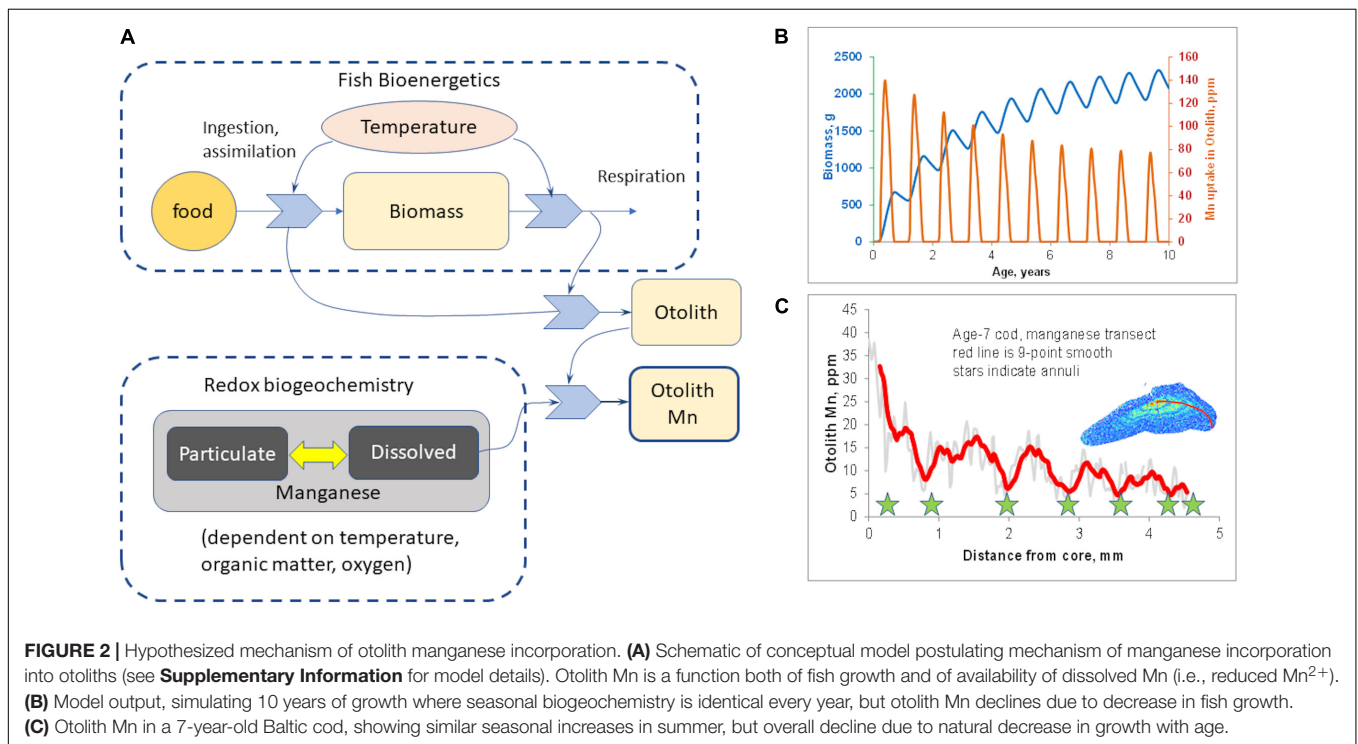 A
Fish Bioenergetics
Temperature
Ingestion,
assimilation
Respiration
food
Biomass
Otolith
Redox biogeochemistry
Otolith
Mn
Particulate
Dissolved
Manganese
(dependent on temperature,
organic matter, oxygen)
B
Biomass, g
2500
2000
1500
1000
500
0
160
140
120
100
80
60
40
20
0
Mn uptake in Otolith, ppm
0 2 4 6 8 10
Age, years
C
Otolith Mn, ppm
45
40
35
30
25
20
15
10
5
0
Age-7 cod, manganese transect
red line is 9-point smooth
stars indicate annuli
0 1 2 3 4 5
Distance from core, mm
FIGURE 2 | Hypothesized mechanism of otolith manganese incorporation. (A) Schematic of conceptual model postulating mechanism of manganese incorporation
into otoliths (see Supplementary Information for model details). Otolith Mn is a function both of fish growth and of availability of dissolved Mn (i.e., reduced Mn²⁺).
(B) Model output, simulating 10 years of growth where seasonal biogeochemistry is identical every year, but otolith Mn declines due to decrease in fish growth.
(C) Otolith Mn in a 7-year-old Baltic cod, showing similar seasonal increases in summer, but overall decline due to natural decrease in growth with age.